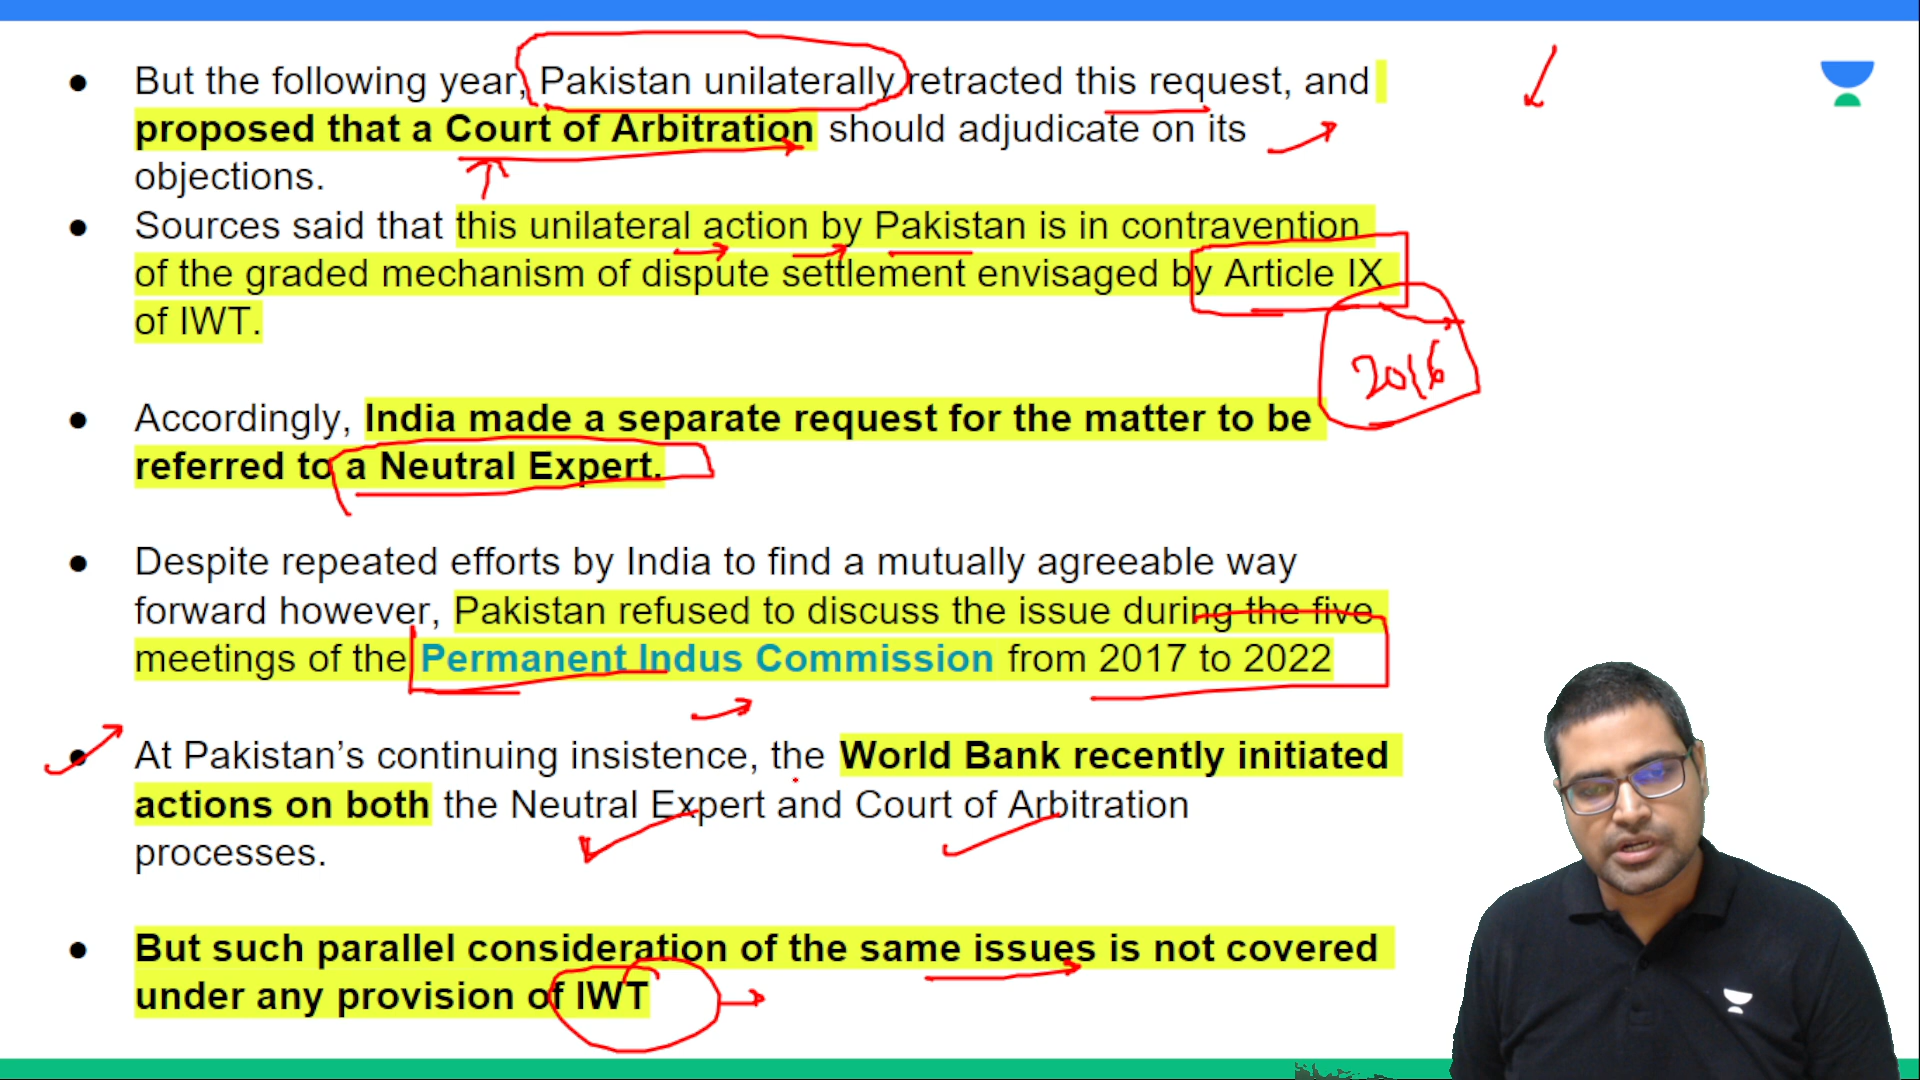 ● But the following year, Pakistan unilaterally retracted this request, and
proposed that a Court of Arbitration should adjudicate on its
objections.
● Sources said that this unilateral action by Pakistan is in contravention
of the graded mechanism of dispute settlement envisaged by Article IX
of IWT.
2016
● Accordingly, India made a separate request for the matter to be
referred to a Neutral Expert.
● Despite repeated efforts by India to find a mutually agreeable way
forward however, Pakistan refused to discuss the issue during the five
meetings of the Permanent Indus Commission from 2017 to 2022
● At Pakistan’s continuing insistence, the World Bank recently initiated
actions on both the Neutral Expert and Court of Arbitration
processes.
● But such parallel consideration of the same issues is not covered
under any provision of IWT